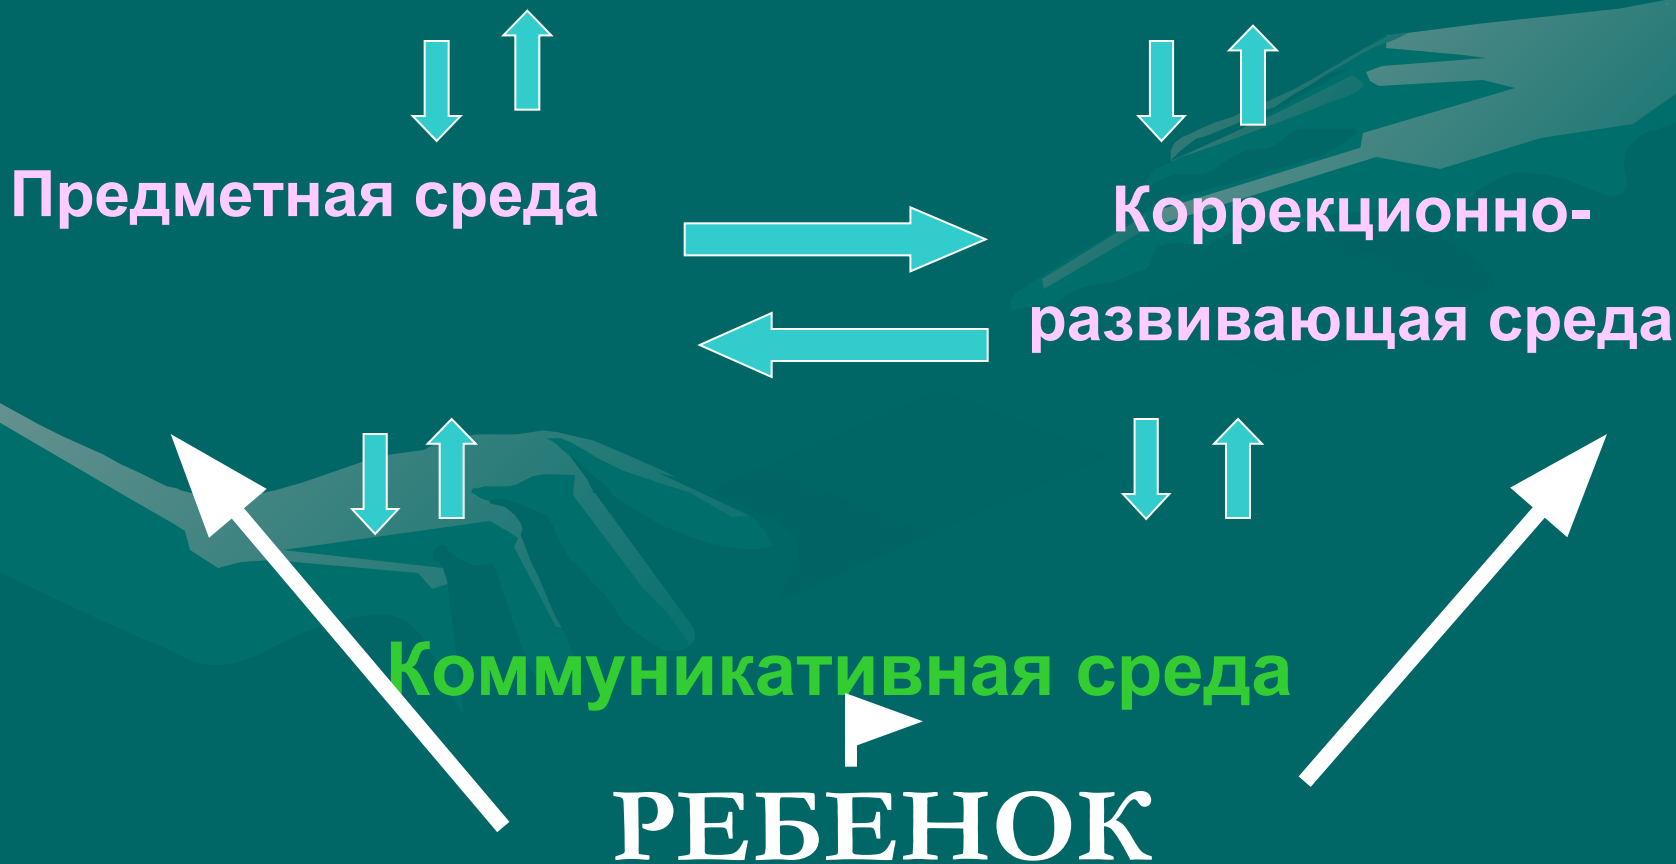 Предметная среда
Коррекционно-
развивающая среда
Коммуникативная среда
РЕБЕНОК